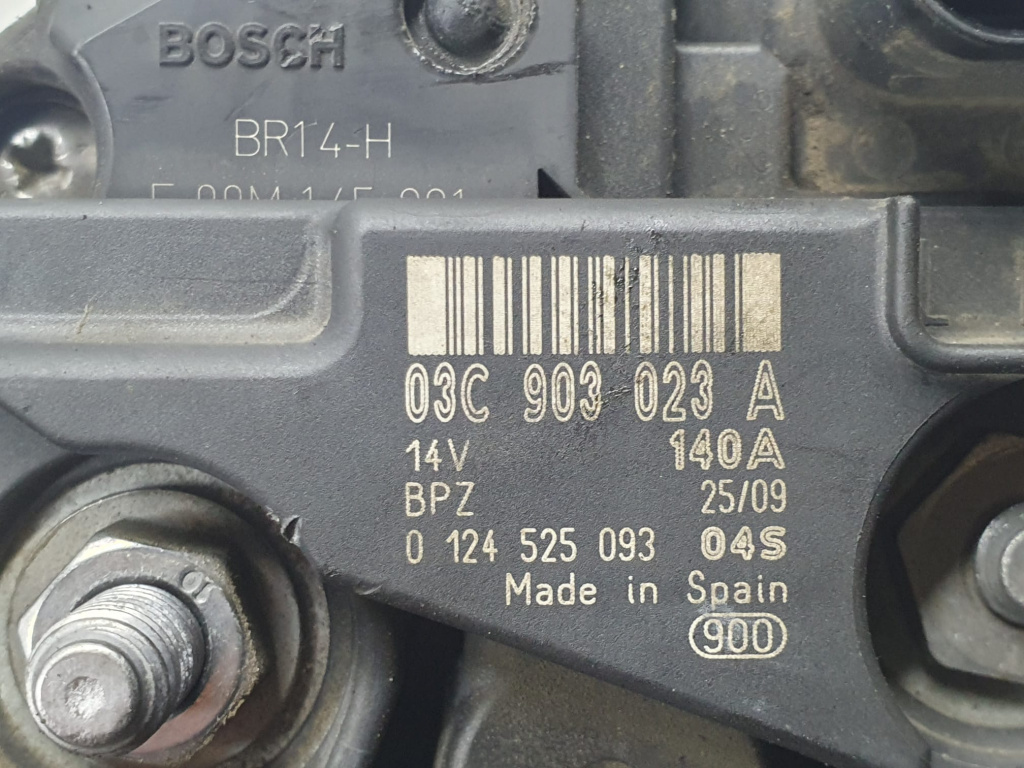 BOSCH
BR14-H
03C 903 023 A
14V 140A
BPZ 25/09
0 124 525 093 04S
Made in Spain
900